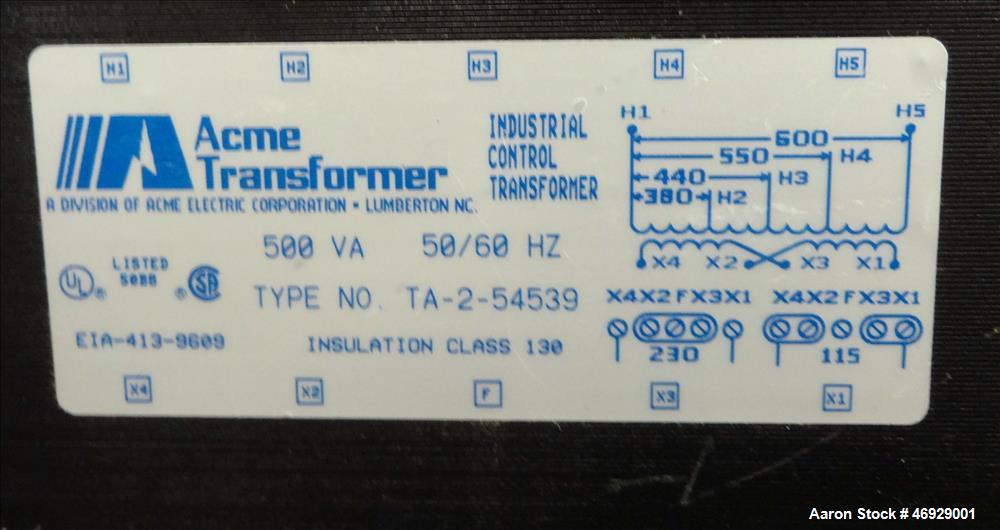 H1 H2 H3 H4 H5
Acme
Transformer
A DIVISION OF ACME ELECTRIC CORPORATION • LUMBERTON NC.
INDUSTRIAL
CONTROL
TRANSFORMER
500 VA 50/60 HZ
UL® LISTED 50BB ® SA
TYPE NO. TA-2-54539
EIA-413-9609
INSULATION CLASS 130
H1 H5
600
550 H4
440 H3
380 H2
X4 X2 X3 X1
X4X2FX3X1 X4X2FX3X1
230 115
X4 X2 F X3 X1
Aaron Stock # 46929001